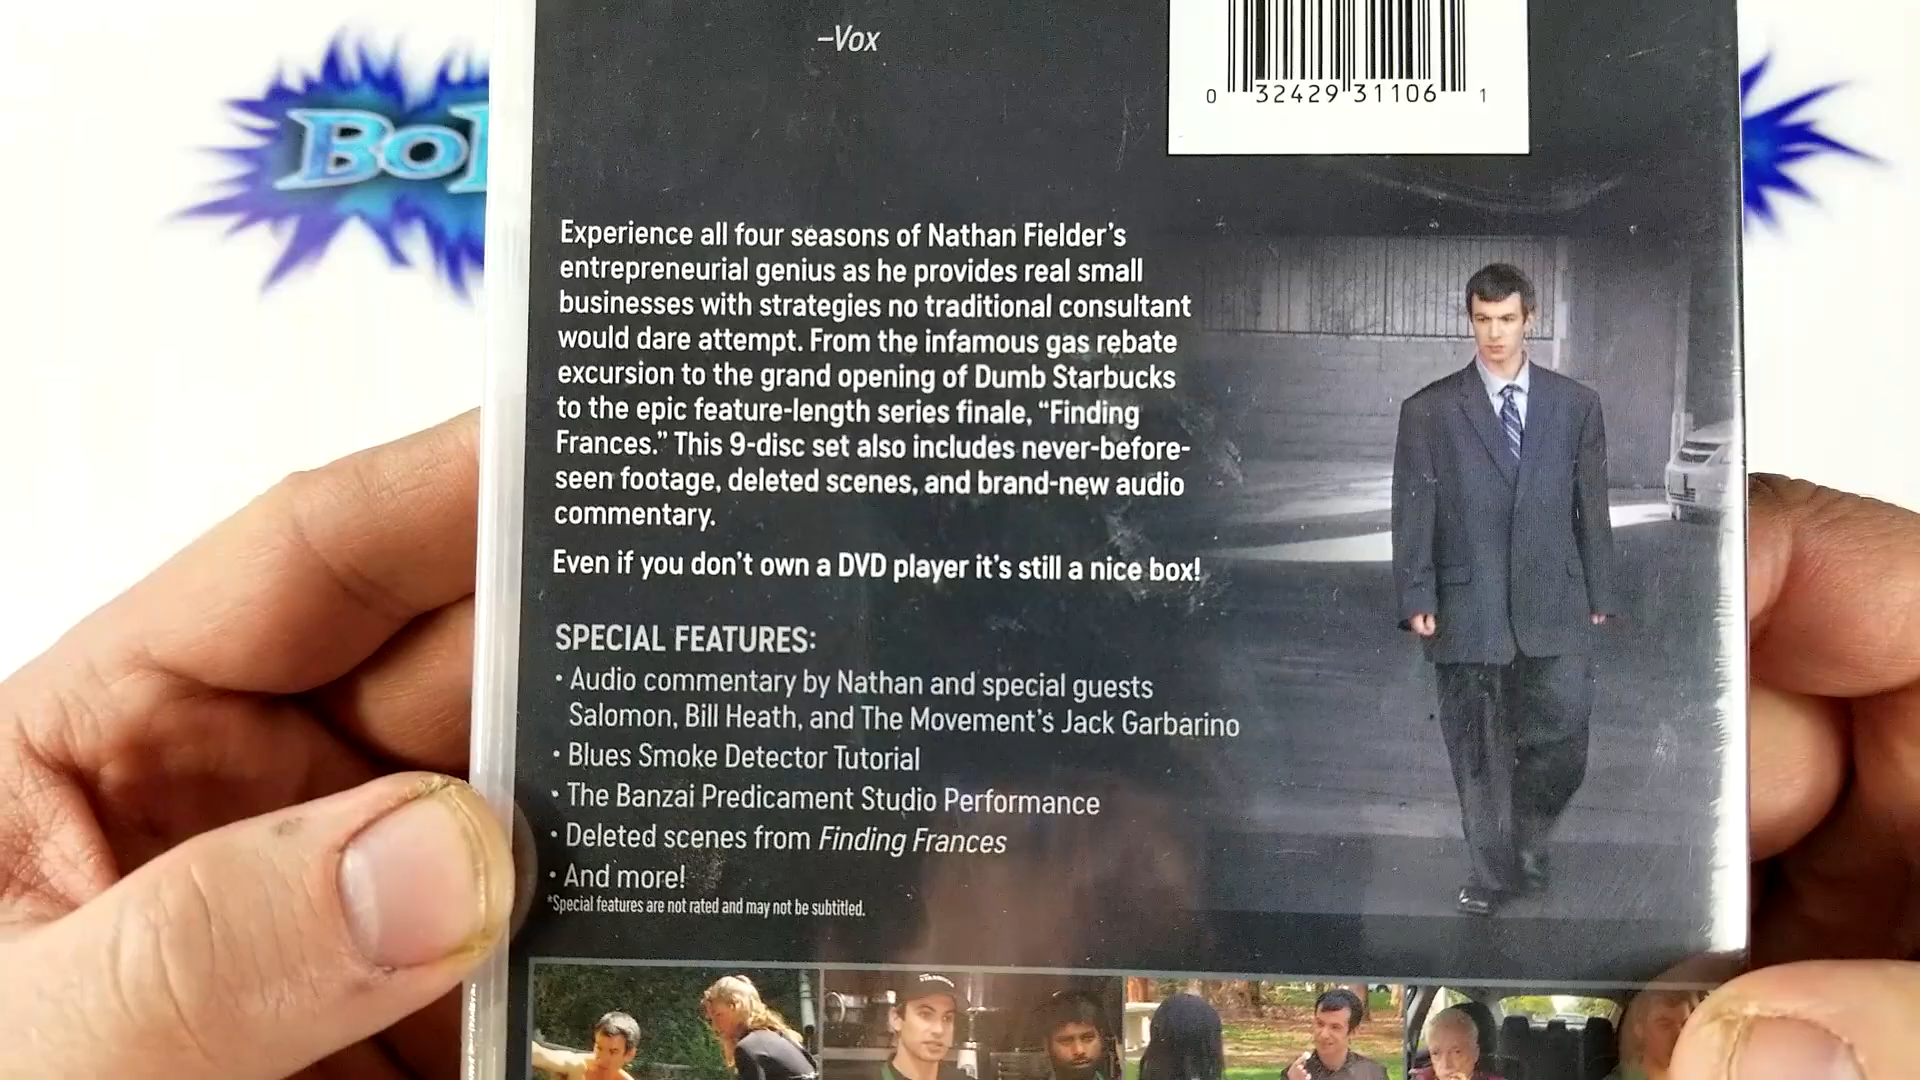 –Vox
0 32429 31106 1
Bo
Experience all four seasons of Nathan Fielder's
entrepreneurial genius as he provides real small
businesses with strategies no traditional consultant
would dare attempt. From the infamous gas rebate
excursion to the grand opening of Dumb Starbucks
to the epic feature-length series finale, “Finding
Frances.” This 9-disc set also includes never-before-
seen footage, deleted scenes, and brand-new audio
commentary.
Even if you don't own a DVD player it's still a nice box!
SPECIAL FEATURES:
• Audio commentary by Nathan and special guests
Salomon, Bill Heath, and The Movement's Jack Garbarino
• Blues Smoke Detector Tutorial
• The Banzai Predicament Studio Performance
• Deleted scenes from Finding Frances
• And more!
*Special features are not rated and may not be subtitled.